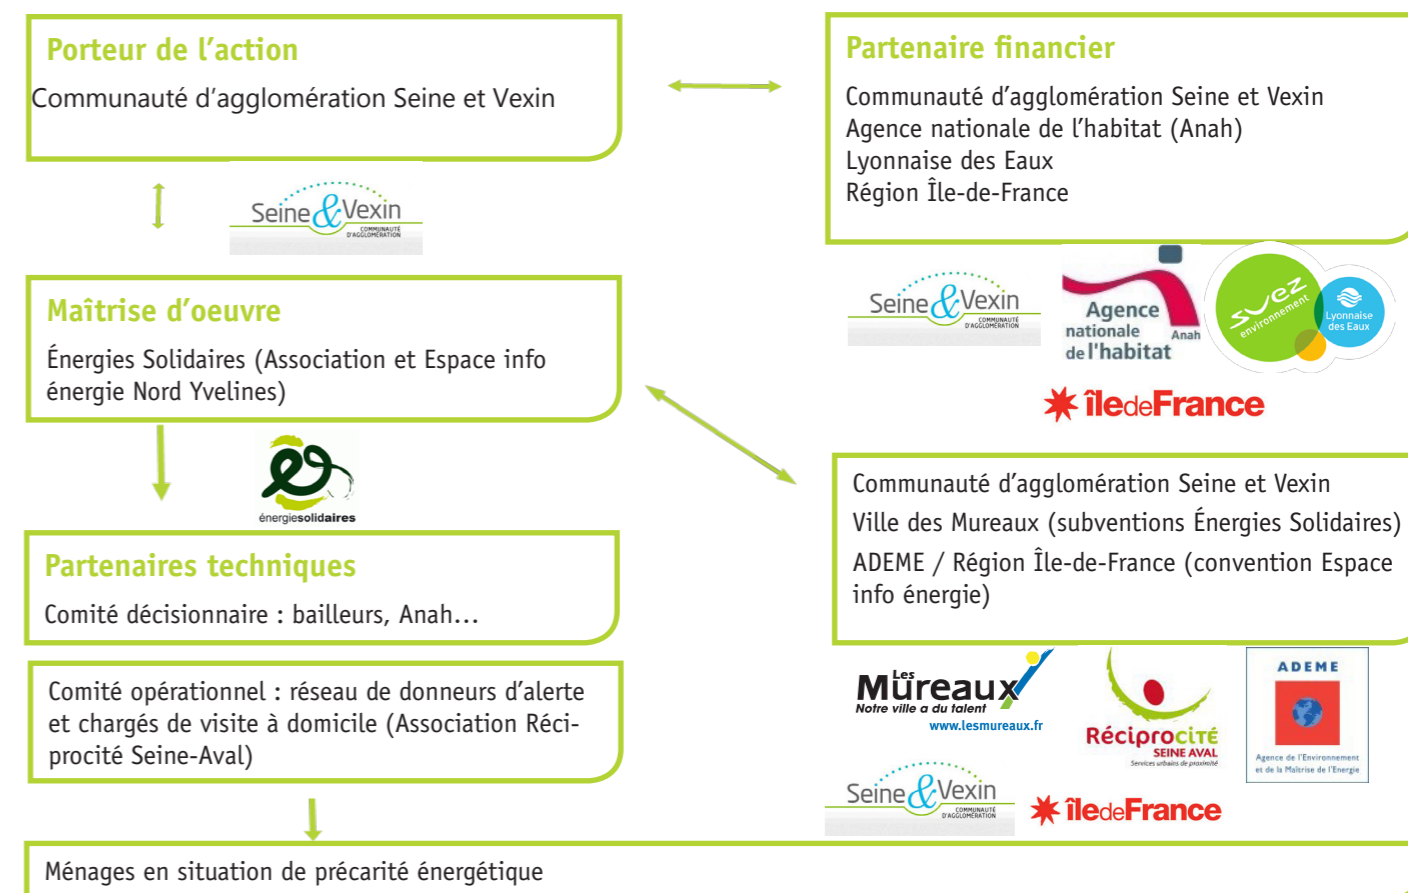 Porteur de l’action
Communauté d’agglomération Seine et Vexin
Seine & Vexin
COMMUNAUTÉ
D'AGGLOMÉRATION
Maîtrise d’oeuvre
Énergies Solidaires (Association et Espace info
énergie Nord Yvelines)
énergiesolidaires
Partenaires techniques
Comité décisionnaire : bailleurs, Anah…
Comité opérationnel : réseau de donneurs d’alerte
et chargés de visite à domicile (Association Réci-
procité Seine-Aval)
Partenaire financier
Communauté d’agglomération Seine et Vexin
Agence nationale de l’habitat (Anah)
Lyonnaise des Eaux
Région Île-de-France
Seine & Vexin
COMMUNAUTÉ
D'AGGLOMÉRATION
Agence
nationale
de l'habitat
Anah
suez
environnement
Lyonnaise
des Eaux
îledeFrance
Communauté d’agglomération Seine et Vexin
Ville des Mureaux (subventions Énergies Solidaires)
ADEME / Région Île-de-France (convention Espace
info énergie)
Les
Mureaux
Notre ville a du talent
www.lesmureaux.fr
Réciprocité
SEINE AVAL
Services urbains de proximité
ADEME
Agence de l'Environnement
et de la Maîtrise de l'Energie
Seine & Vexin
COMMUNAUTÉ
D'AGGLOMÉRATION
îledeFrance
Ménages en situation de précarité énergétique